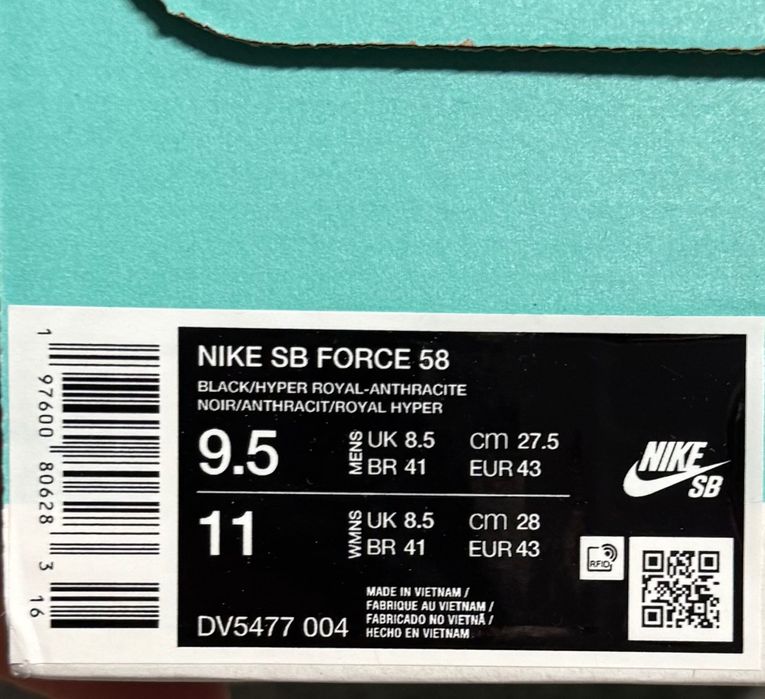 NIKE SB FORCE 58
BLACK/HYPER ROYAL-ANTHRACITE
NOIR/ANTHRACIT/ROYAL HYPER
9.5 MENS UK 8.5 cm 27.5
BR 41 EUR 43
11 WMNS UK 8.5 cm 28
BR 41 EUR 43
NIKE
SB
RFID
DV5477 004
MADE IN VIETNAM /
FABRIQUE AU VIETNAM /
FABRICADO NO VIETNÃ /
HECHO EN VIETNAM
1 97600 80628 3 16